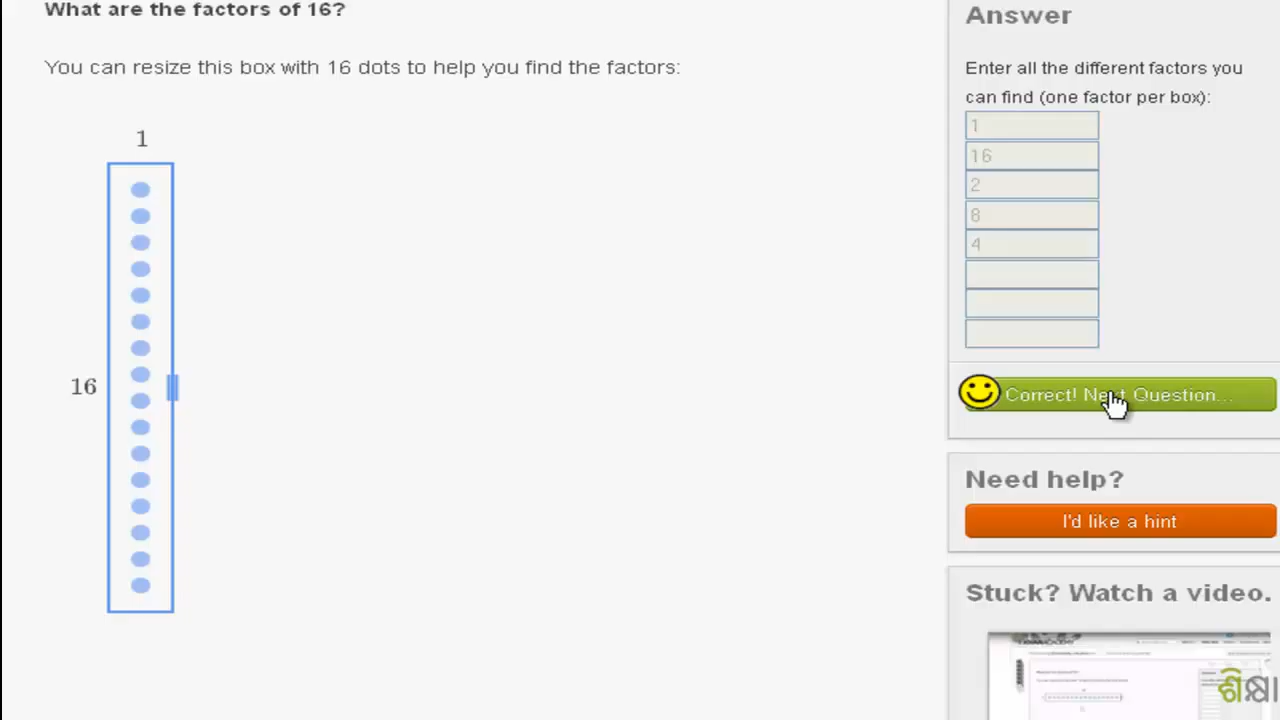 What are the factors of 16?
You can resize this box with 16 dots to help you find the factors:
1
16
Answer
Enter all the different factors you
can find (one factor per box):
1
16
2
8
4
Correct! Next Question...
Need help?
I'd like a hint
Stuck? Watch a video.